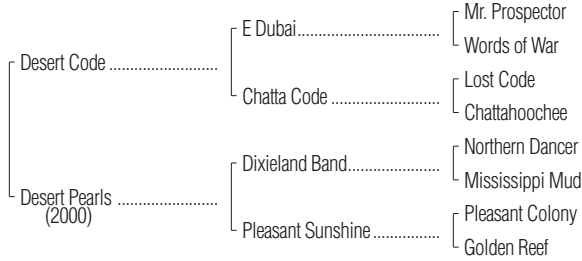 Mr. Prospector
E Dubai..............................
Words of War
Desert Code ..........................
Lost Code
Chatta Code .......................
Chattahoochee
Northern Dancer
Dixieland Band...................
Mississippi Mud
Desert Pearls ........................
(2000)
Pleasant Colony
Pleasant Sunshine ..............
Golden Reef